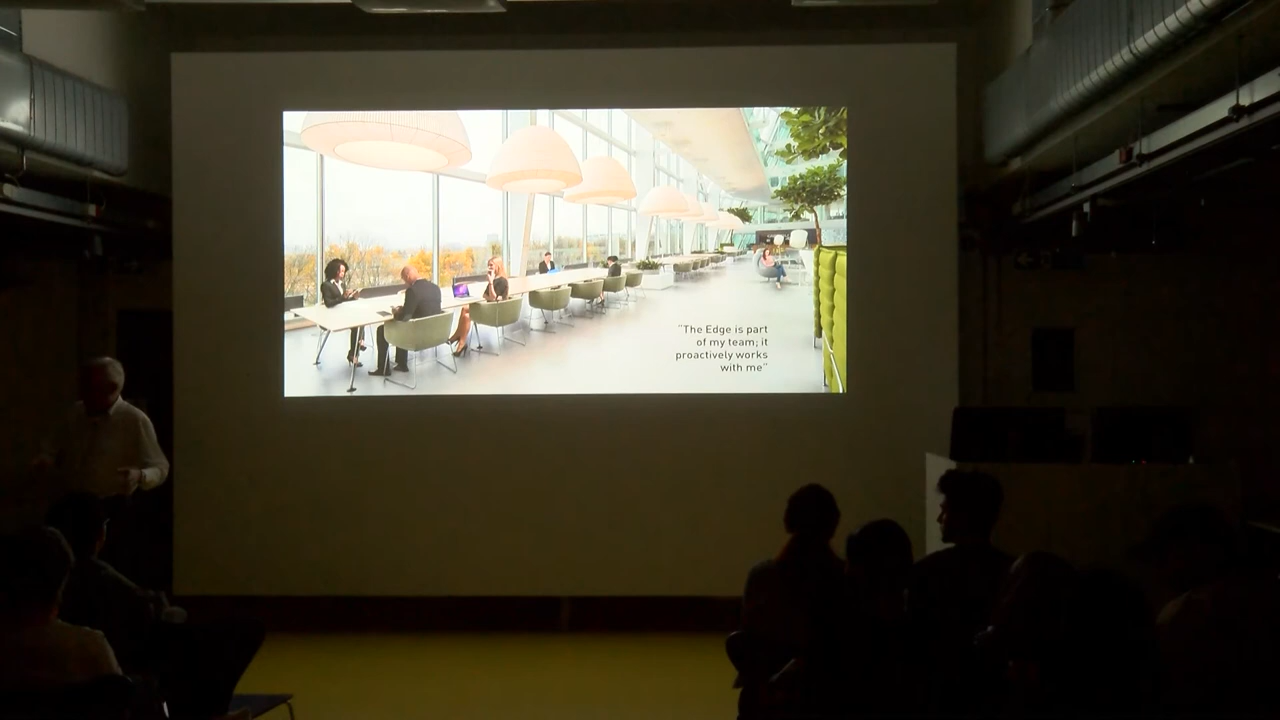 “The Edge is part
of my team; it
proactively works
with me”